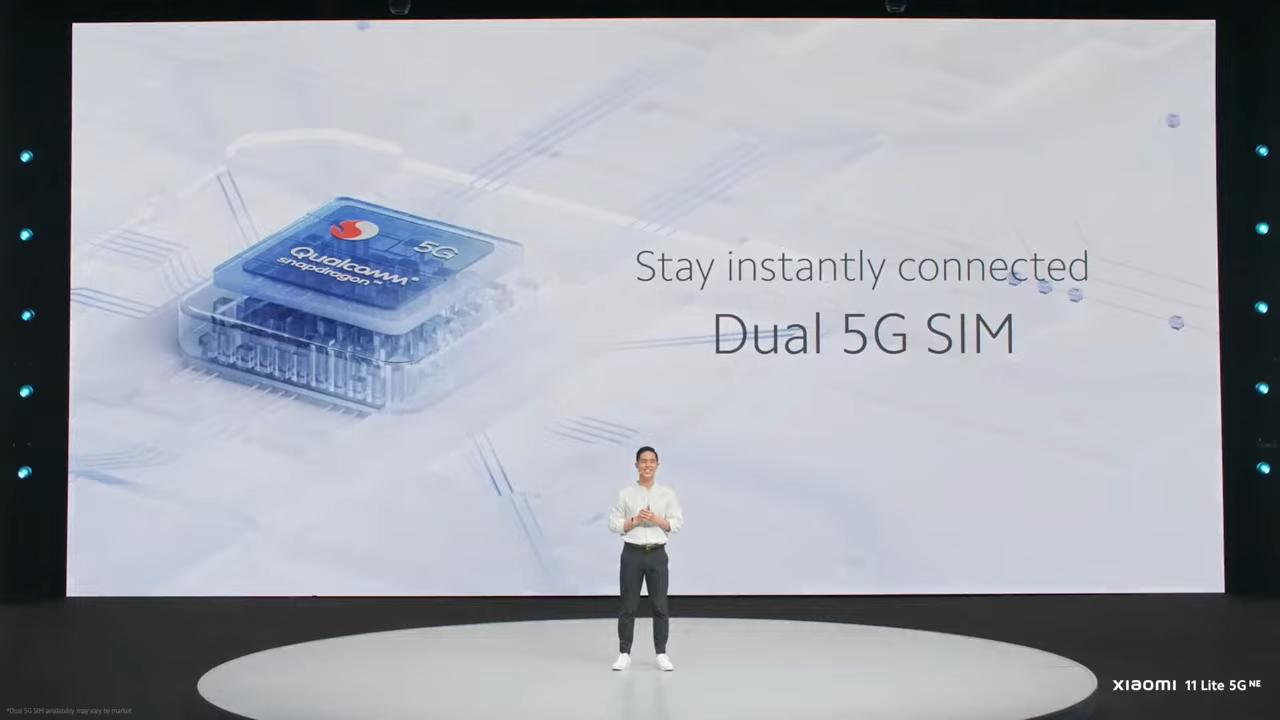 5G
Qualcomm®
snapdragon™
Stay instantly connected
Dual 5G SIM
xiaomi 11 Lite 5G NE
*Dual 5G SIM availability may vary by market